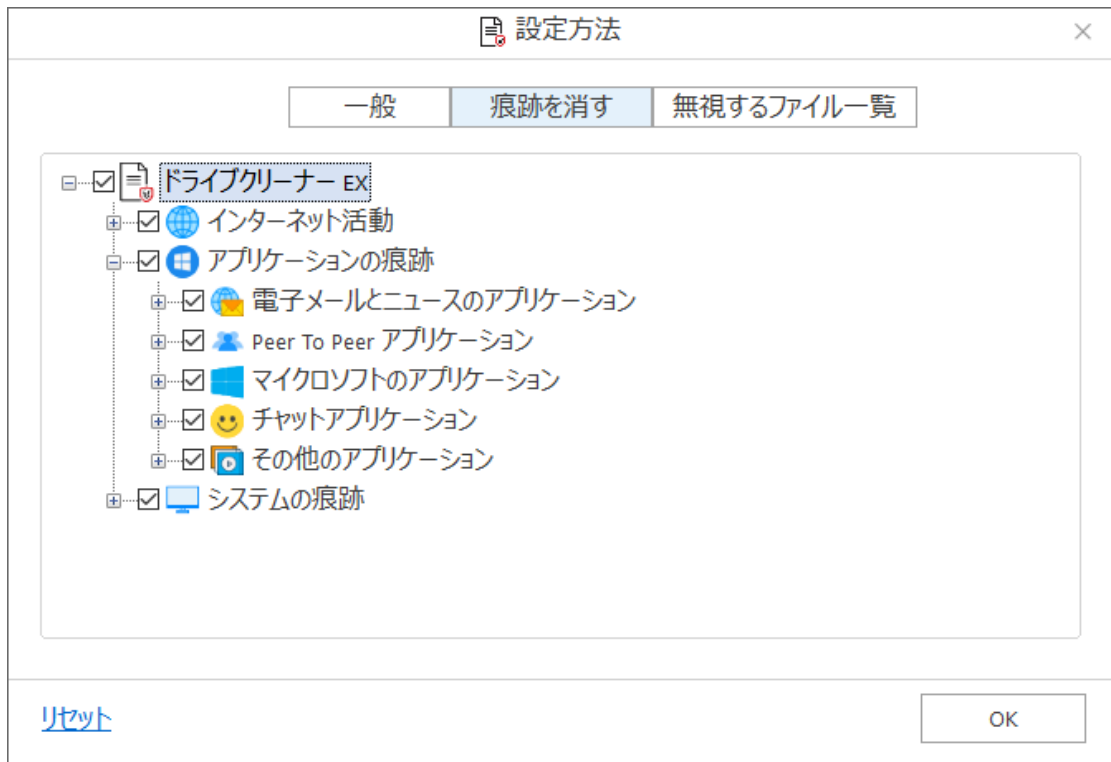 設定方法
一般 痕跡を消す 無視するファイル一覧
ドライブクリーナー EX
インターネット活動
アプリケーションの痕跡
電子メールとニュースのアプリケーション
Peer To Peer アプリケーション
マイクロソフトのアプリケーション
チャットアプリケーション
その他のアプリケーション
システムの痕跡
リセット OK